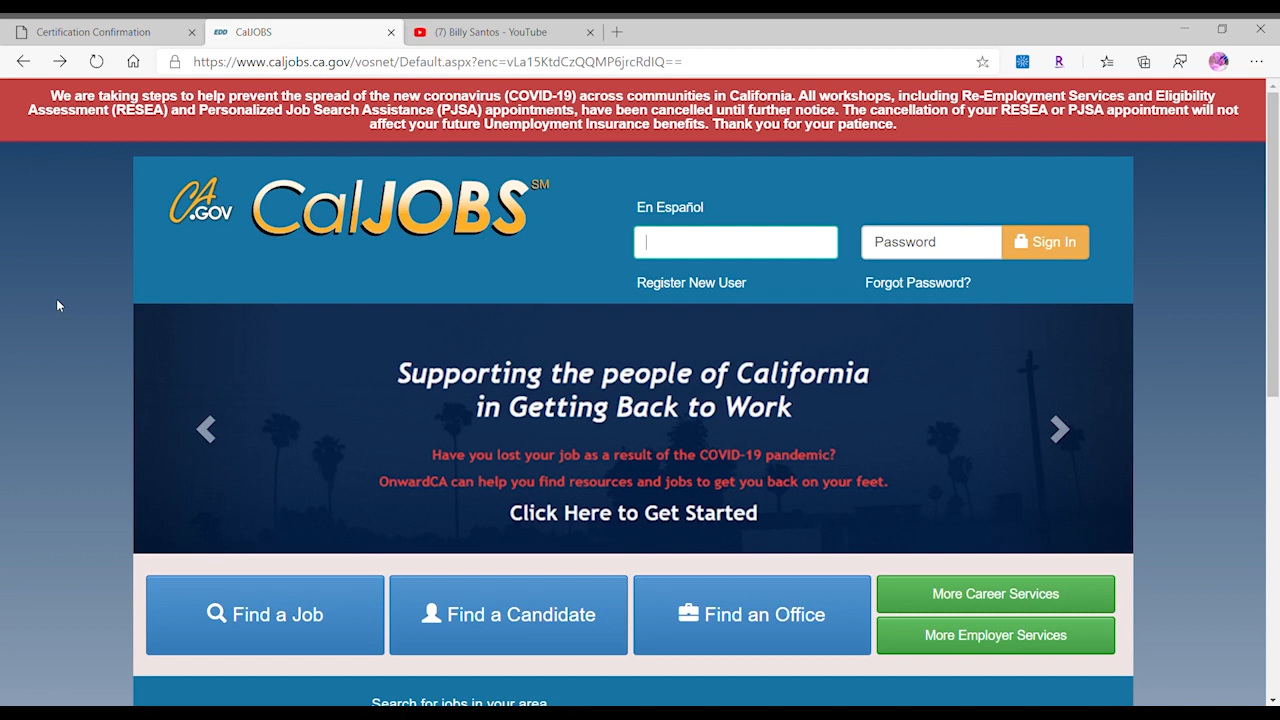 Certification Confirmation
EDD CalJOBS
(7) Billy Santos - YouTube
https://www.caljobs.ca.gov/vosnet/Default.aspx?enc=vLa15KtdCzQQMP6jrcRdIQ==
R
We are taking steps to help prevent the spread of the new coronavirus (COVID-19) across communities in California. All workshops, including Re-Employment Services and Eligibility
Assessment (RESEA) and Personalized Job Search Assistance (PJSA) appointments, have been cancelled until further notice. The cancellation of your RESEA or PJSA appointment will not
affect your future Unemployment Insurance benefits. Thank you for your patience.
CA.GOV
CalJOBS SM
En Español
Password
Sign In
Register New User
Forgot Password?
Supporting the people of California
in Getting Back to Work
Have you lost your job as a result of the COVID-19 pandemic?
OnwardCA can help you find resources and jobs to get you back on your feet.
Click Here to Get Started
Find a Job
Find a Candidate
Find an Office
More Career Services
More Employer Services
Search for jobs in your area